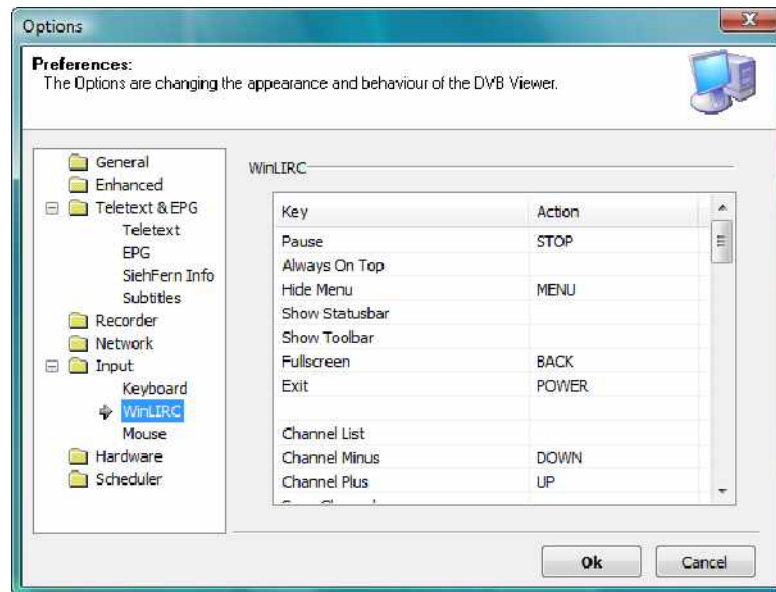 Options
Preferences:
The Options are changing the appearance and behaviour of the DVB Viewer.
General
Enhanced
Teletext & EPG
Teletext
EPG
SiehFern Info
Subtitles
Recorder
Network
Input
Keyboard
WinLIRC
Mouse
Hardware
Scheduler
WinLIRC
Key Action
Pause STOP
Always On Top
Hide Menu MENU
Show Statusbar
Show Toolbar
Fullscreen BACK
Exit POWER
Channel List
Channel Minus DOWN
Channel Plus UP
Ok Cancel